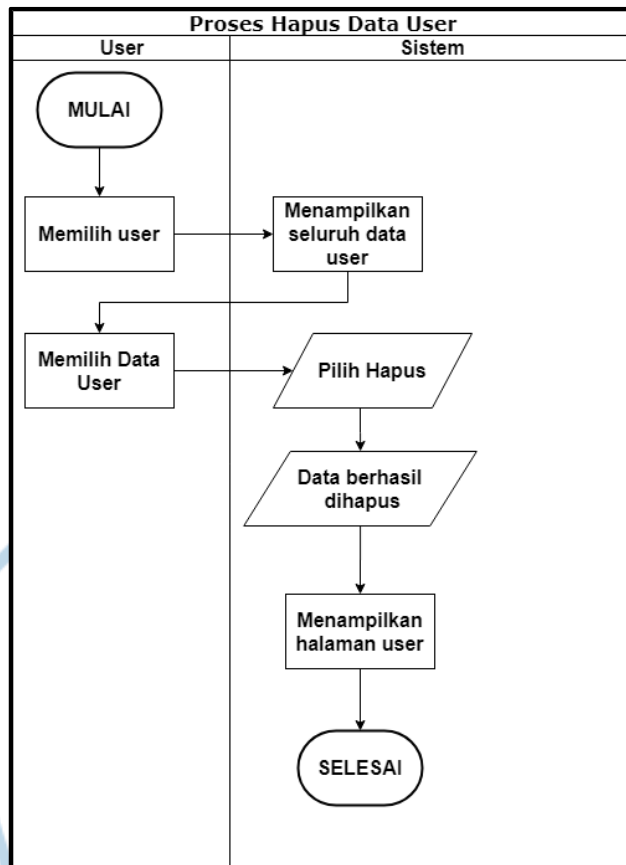 Proses Hapus Data User
User
Sistem
MULAI
Memilih user
Menampilkan
seluruh data
user
Memilih Data
User
Pilih Hapus
Data berhasil
dihapus
Menampilkan
halaman user
SELESAI